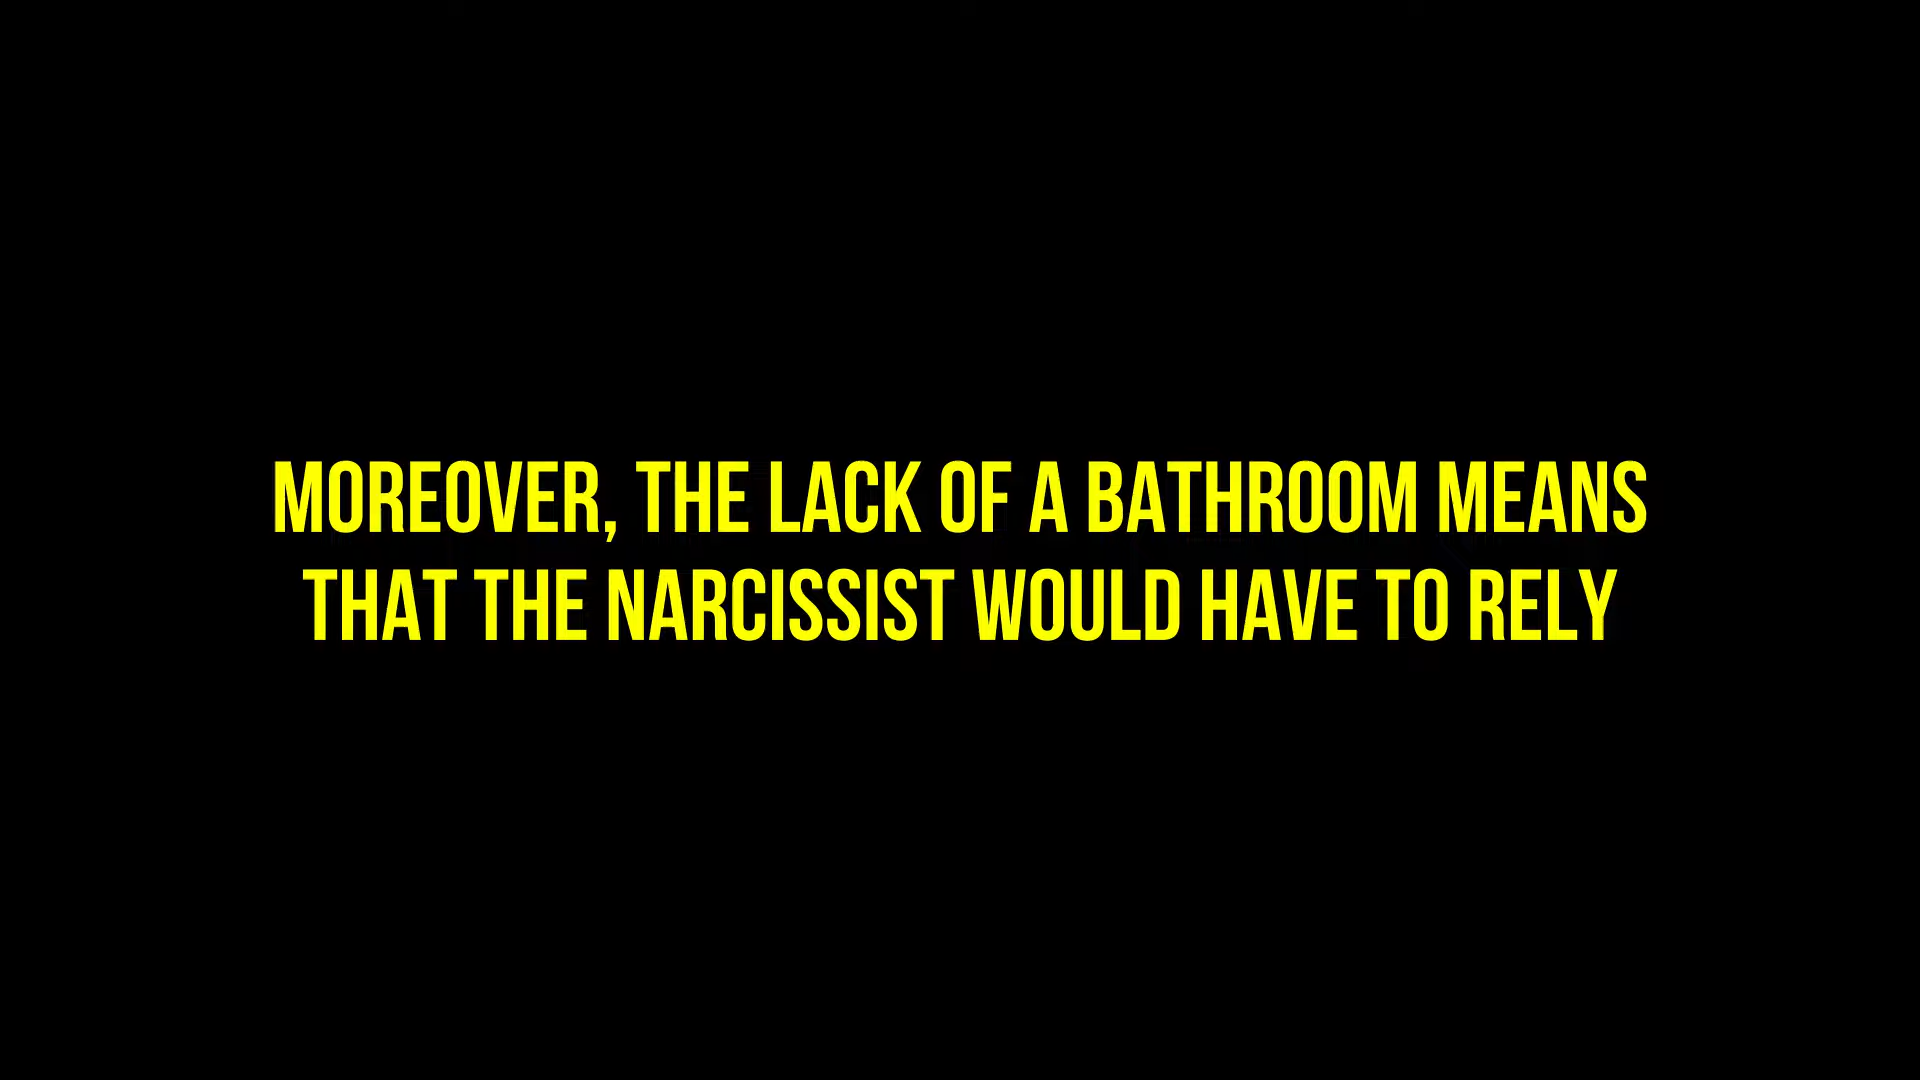 MOREOVER, THE LACK OF A BATHROOM MEANS
THAT THE NARCISSIST WOULD HAVE TO RELY